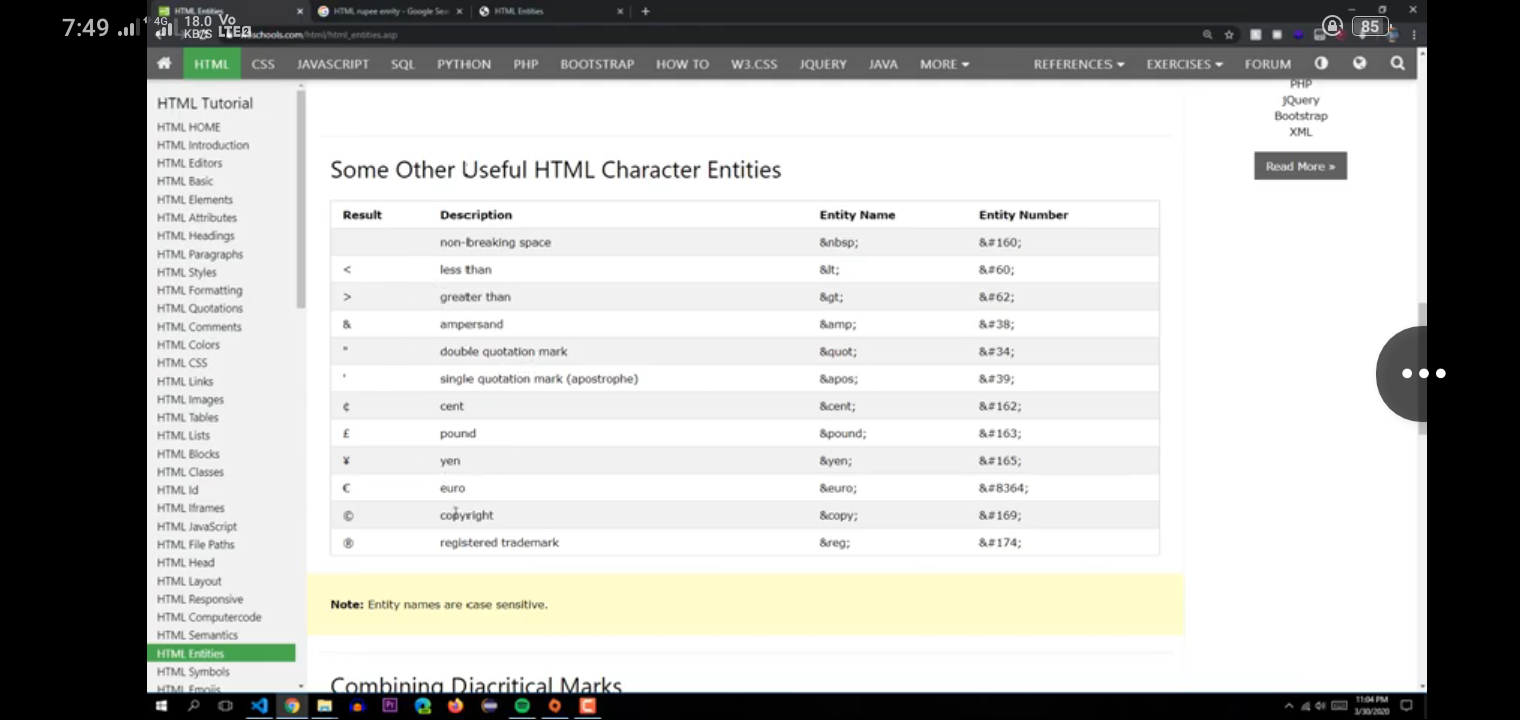 7:49 4G 18.0 KB/S Vo LTE2 85
HTML Entities HTML rupee enrity - Google Sea HTML Entities
schools.com/html/html_entities.asp
HTML CSS JAVASCRIPT SQL PYTHON PHP BOOTSTRAP HOW TO W3.CSS JQUERY JAVA MORE REFERENCES EXERCISES FORUM
HTML Tutorial
HTML HOME
HTML Introduction
HTML Editors
HTML Basic
HTML Elements
HTML Attributes
HTML Headings
HTML Paragraphs
HTML Styles
HTML Formatting
HTML Quotations
HTML Comments
HTML Colors
HTML CSS
HTML Links
HTML Images
HTML Tables
HTML Lists
HTML Blocks
HTML Classes
HTML Id
HTML Iframes
HTML JavaScript
HTML File Paths
HTML Head
HTML Layout
HTML Responsive
HTML Computercode
HTML Semantics
HTML Entities
HTML Symbols
HTML Emojis
Some Other Useful HTML Character Entities
Result Description Entity Name Entity Number
non-breaking space &nbsp; &#160;
< less than &lt; &#60;
> greater than &gt; &#62;
& ampersand &amp; &#38;
" double quotation mark &quot; &#34;
' single quotation mark (apostrophe) &apos; &#39;
¢ cent &cent; &#162;
£ pound &pound; &#163;
¥ yen &yen; &#165;
€ euro &euro; &#8364;
© copyright &copy; &#169;
® registered trademark &reg; &#174;
Note: Entity names are case sensitive.
Combining Diacritical Marks
PHP
jQuery
Bootstrap
XML
Read More »
Pr
11:04 PM
3/30/2020